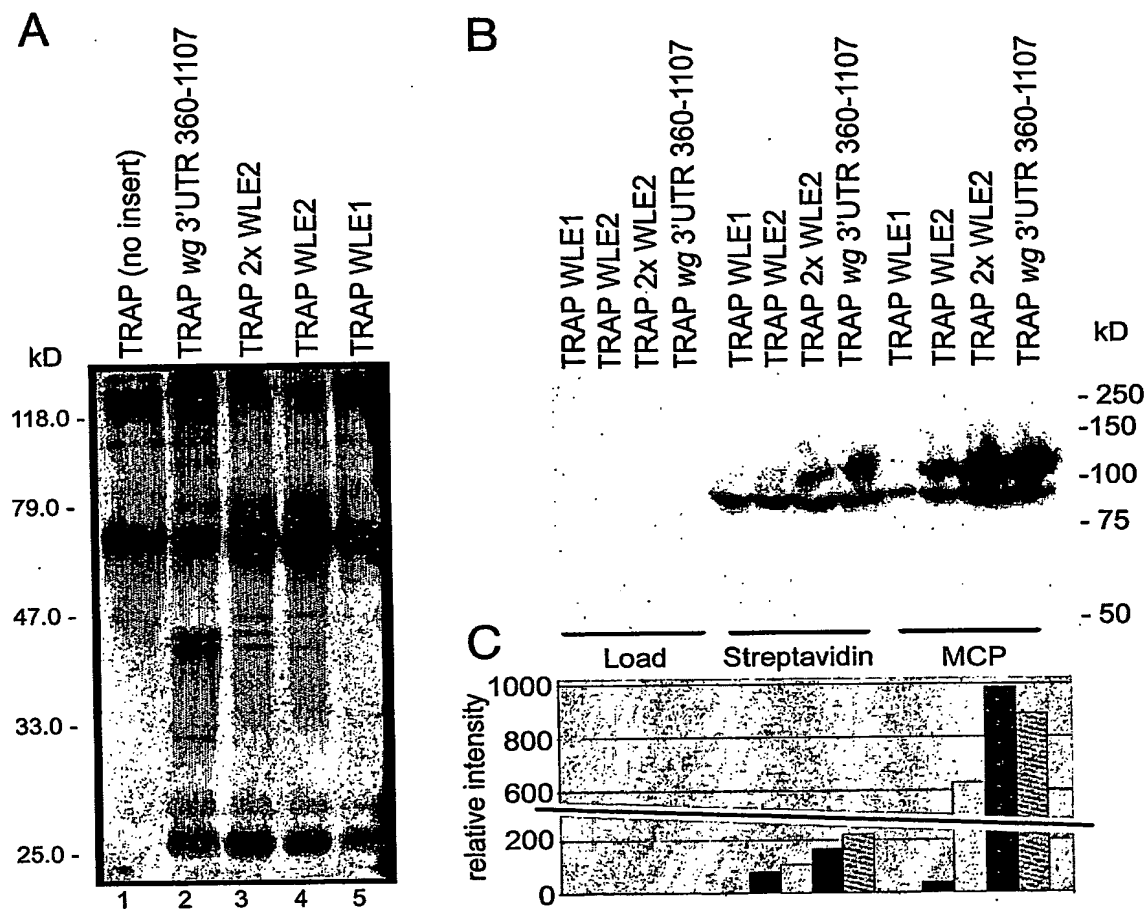 A
B
kD
TRAP (no insert)
TRAP wg 3'UTR 360-1107
TRAP 2x WLE2
TRAP WLE2
TRAP WLE1
118.0 -
79.0 -
47.0 -
33.0 -
25.0 -
1 2 3 4 5
TRAP WLE1
TRAP WLE2
TRAP 2x WLE2
TRAP wg 3'UTR 360-1107
TRAP WLE1
TRAP WLE2
TRAP 2x WLE2
TRAP wg 3'UTR 360-1107
TRAP WLE1
TRAP WLE2
TRAP 2x WLE2
TRAP wg 3'UTR 360-1107
kD
- 250
-150
-100
- 75
- 50
Load
Streptavidin
MCP
C
relative intensity
1000
800
600
200
0